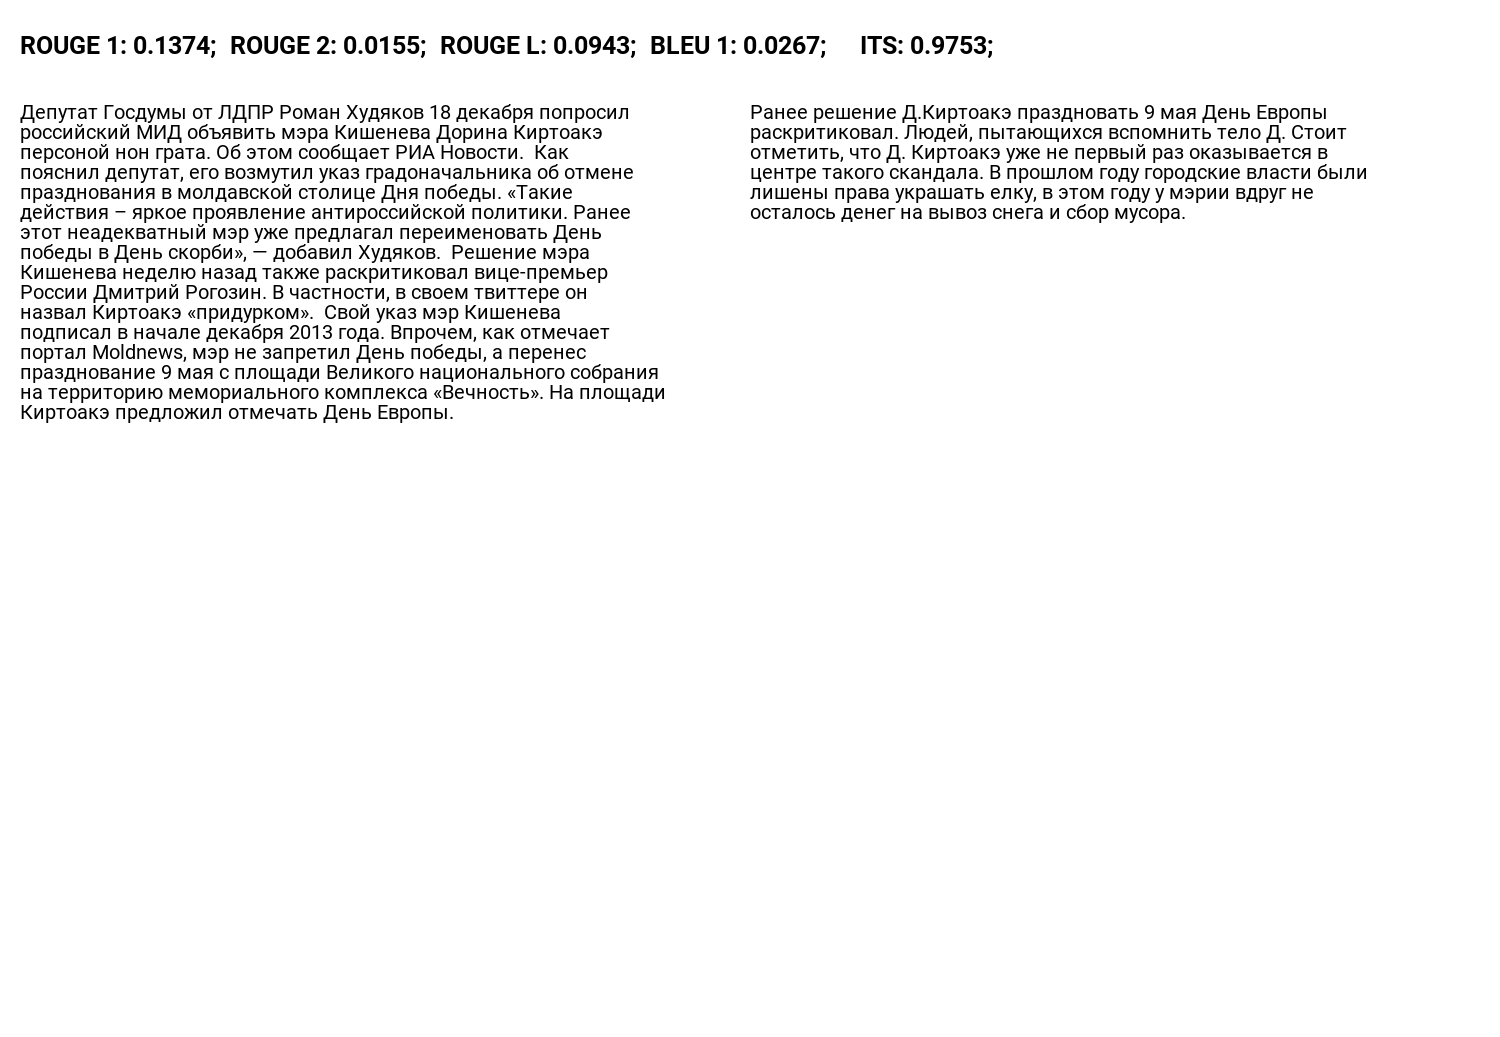 ROUGE 1: 0.1374;  ROUGE 2: 0.0155;  ROUGE L: 0.0943;  BLEU 1: 0.0267;  ITS: 0.9753;
Депутат Госдумы от ЛДПР Роман Худяков 18 декабря попросил
российский МИД объявить мэра Кишенева Дорина Киртоакэ
персоной нон грата. Об этом сообщает РИА Новости.  Как
пояснил депутат, его возмутил указ градоначальника об отмене
празднования в молдавской столице Дня победы. «Такие
действия – яркое проявление антироссийской политики. Ранее
этот неадекватный мэр уже предлагал переименовать День
победы в День скорби», — добавил Худяков.  Решение мэра
Кишенева неделю назад также раскритиковал вице-премьер
России Дмитрий Рогозин. В частности, в своем твиттере он
назвал Киртоакэ «придурком».  Свой указ мэр Кишенева
подписал в начале декабря 2013 года. Впрочем, как отмечает
портал Moldnews, мэр не запретил День победы, а перенес
празднование 9 мая с площади Великого национального собрания
на территорию мемориального комплекса «Вечность». На площади
Киртоакэ предложил отмечать День Европы.
Ранее решение Д.Киртоакэ праздновать 9 мая День Европы
раскритиковал. Людей, пытающихся вспомнить тело Д. Стоит
отметить, что Д. Киртоакэ уже не первый раз оказывается в
центре такого скандала. В прошлом году городские власти были
лишены права украшать елку, в этом году у мэрии вдруг не
осталось денег на вывоз снега и сбор мусора.